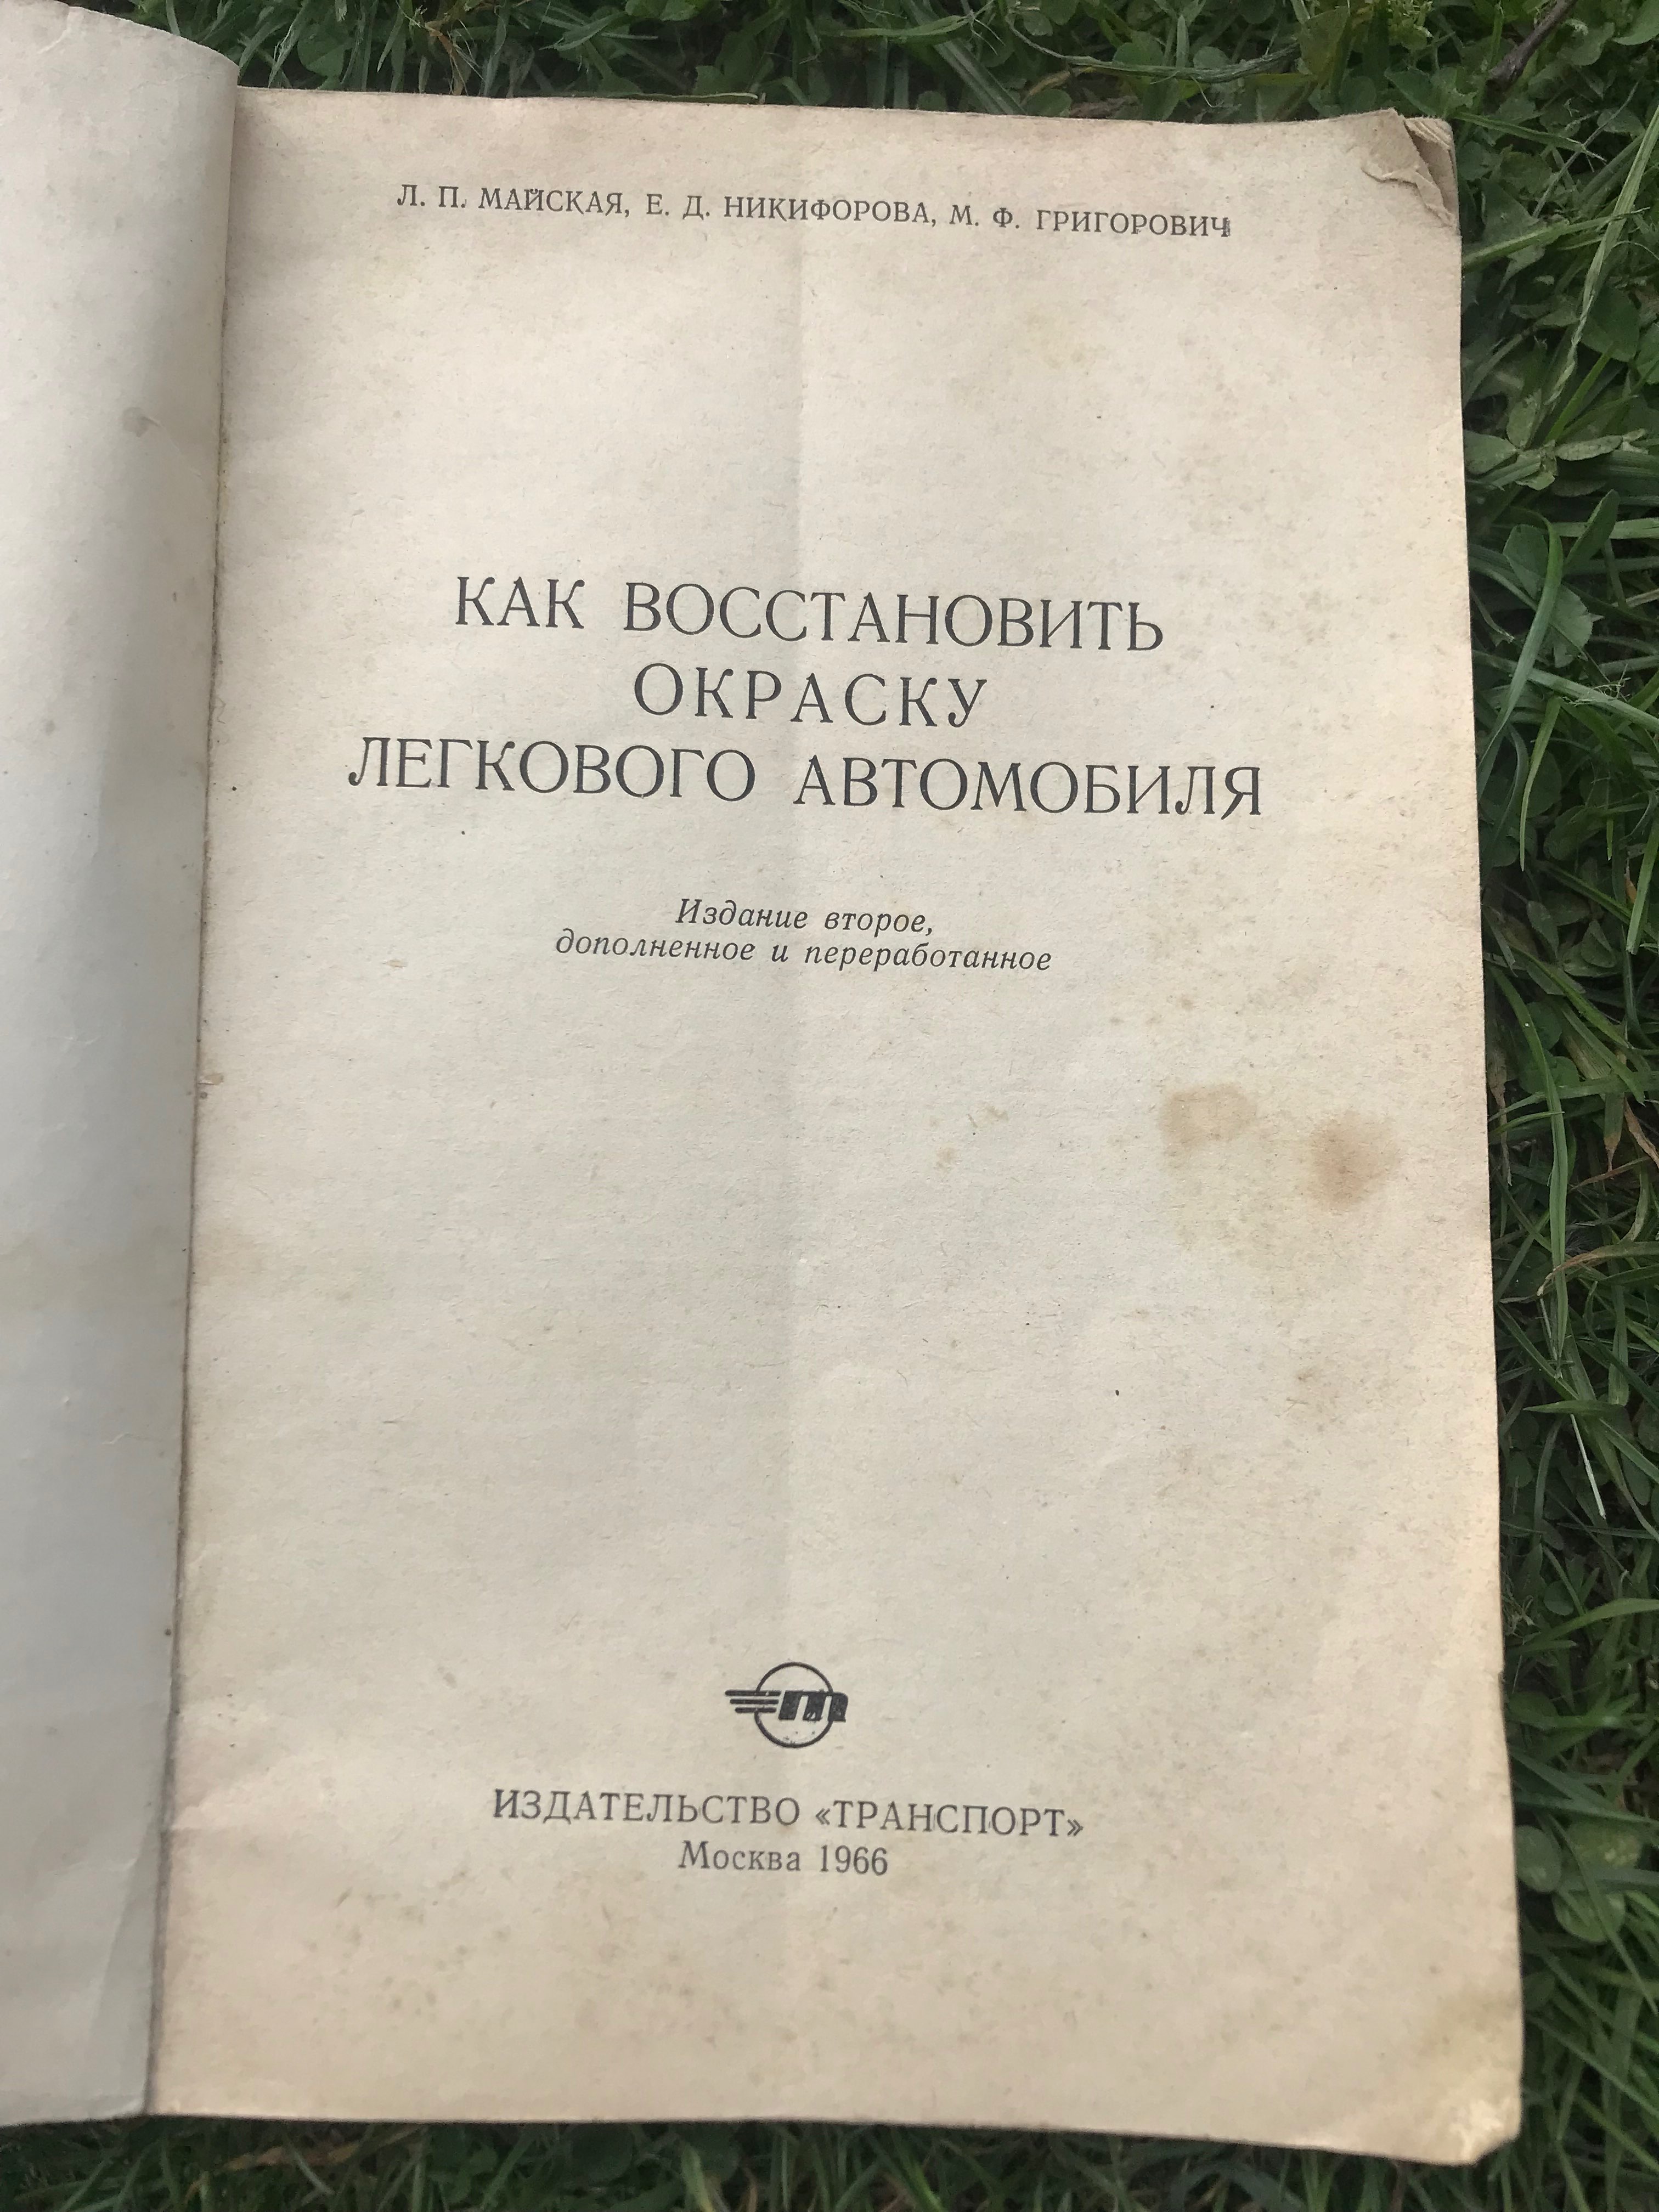 Л. П. МАЙСКАЯ, Е. Д. НИКИФОРОВА, М. Ф. ГРИГОРОВИЧ
КАК ВОССТАНОВИТЬ
ОКРАСКУ
ЛЕГКОВОГО АВТОМОБИЛЯ
Издание второе,
дополненное и переработанное
т
ИЗДАТЕЛЬСТВО «ТРАНСПОРТ»
Москва 1966